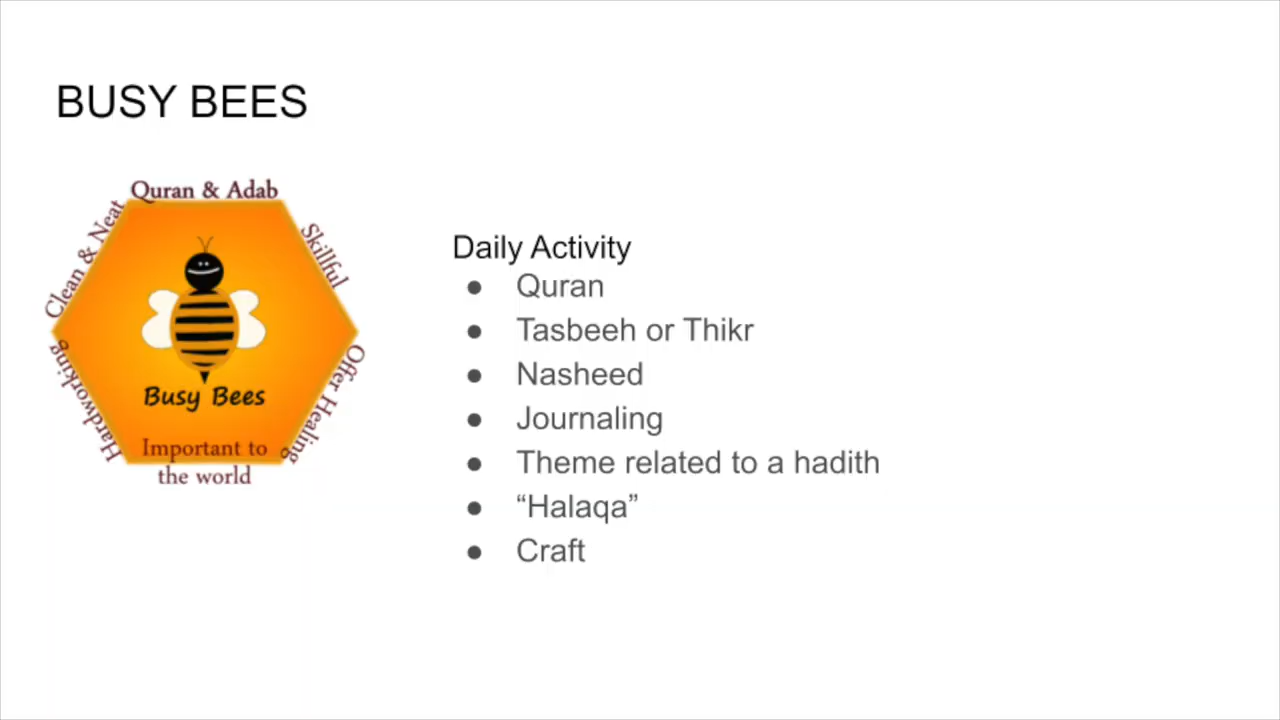 BUSY BEES
Quran & Adab
Clean & Neat
Skillful
Hardworking
Offer Healing
Busy Bees
Important to
the world
Daily Activity
● Quran
● Tasbeeh or Thikr
● Nasheed
● Journaling
● Theme related to a hadith
● “Halaqa”
● Craft